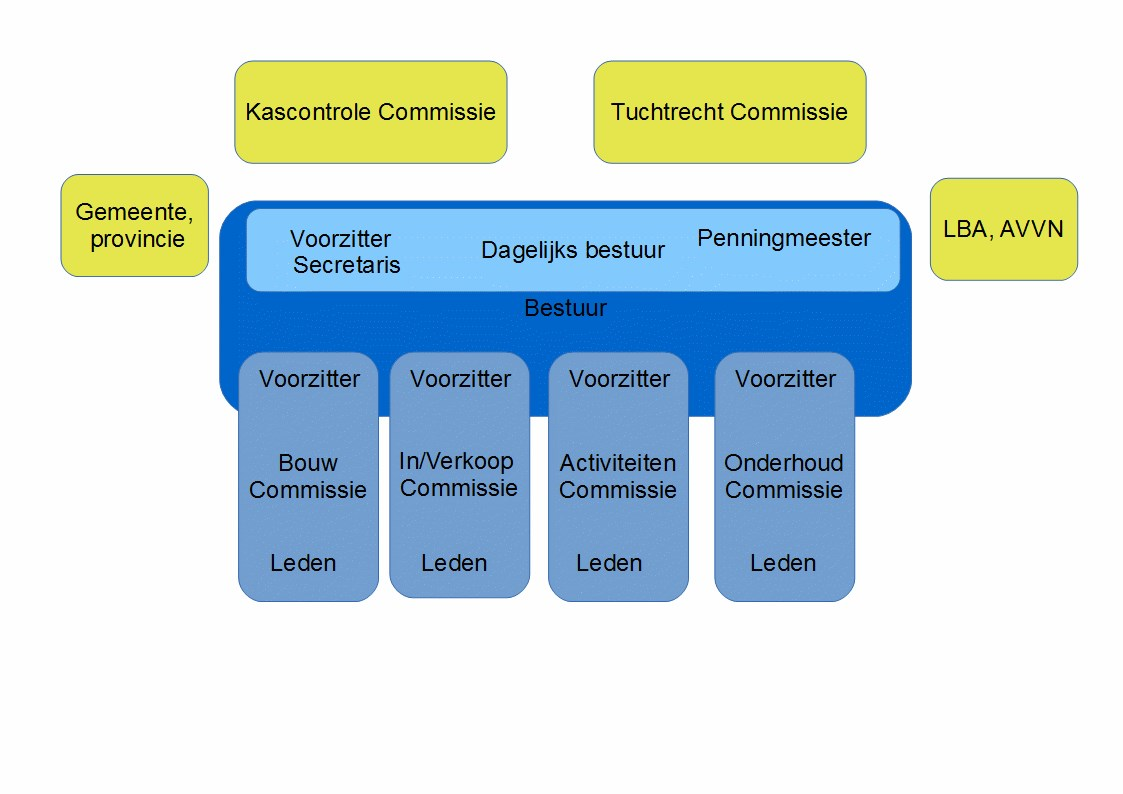 Kascontrole Commissie
Tuchtrecht Commissie
Gemeente,
provincie
LBA, AVVN
Voorzitter
Secretaris
Dagelijks bestuur
Penningmeester
Bestuur
Voorzitter
Bouw
Commissie
Leden
Voorzitter
In/Verkoop
Commissie
Leden
Voorzitter
Activiteiten
Commissie
Leden
Voorzitter
Onderhoud
Commissie
Leden